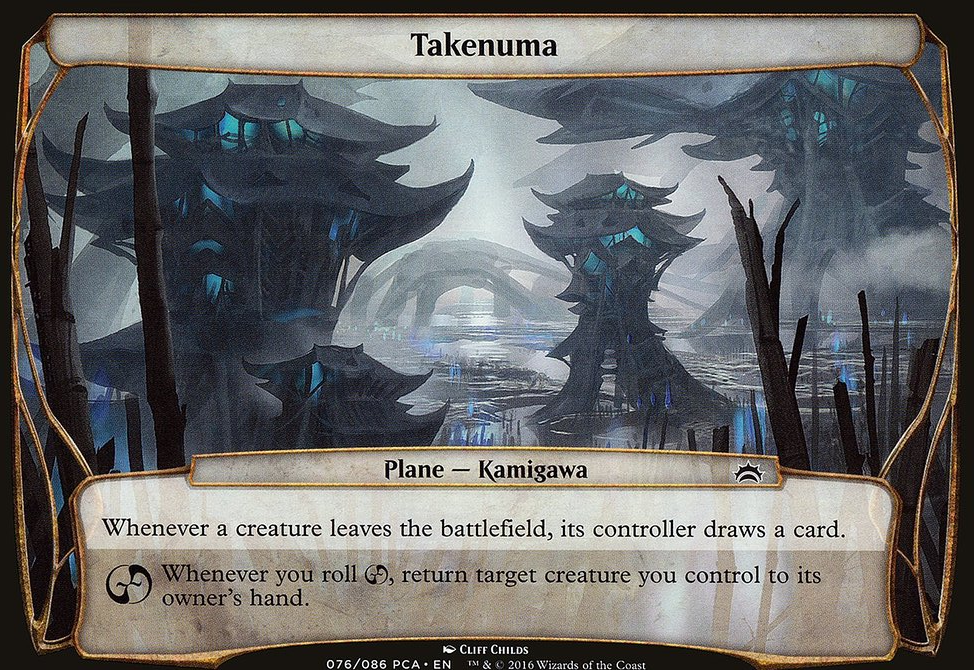 Takenuma
Plane — Kamigawa
Whenever a creature leaves the battlefield, its controller draws a card.
Whenever you roll , return target creature you control to its
owner's hand.
Cliff Childs
076/086 PCA • EN ™ & © 2016 Wizards of the Coast